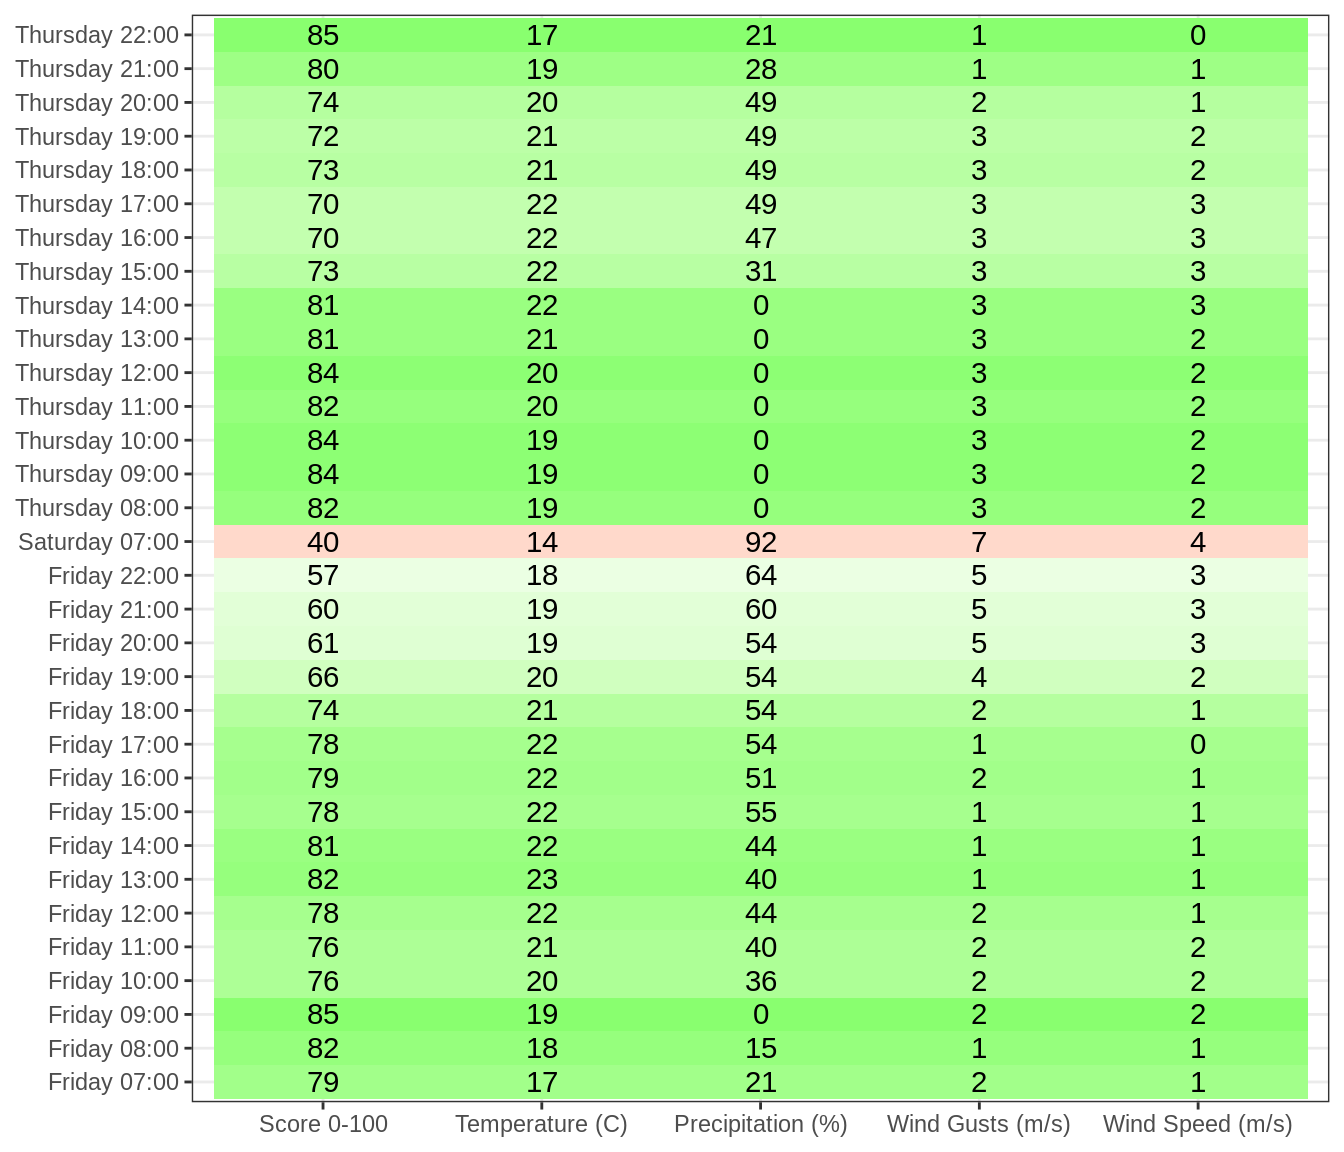 Thursday 22:00 85 17 21 1 0
Thursday 21:00 80 19 28 1 1
Thursday 20:00 74 20 49 2 1
Thursday 19:00 72 21 49 3 2
Thursday 18:00 73 21 49 3 2
Thursday 17:00 70 22 49 3 3
Thursday 16:00 70 22 47 3 3
Thursday 15:00 73 22 31 3 3
Thursday 14:00 81 22 0 3 3
Thursday 13:00 81 21 0 3 2
Thursday 12:00 84 20 0 3 2
Thursday 11:00 82 20 0 3 2
Thursday 10:00 84 19 0 3 2
Thursday 09:00 84 19 0 3 2
Thursday 08:00 82 19 0 3 2
Saturday 07:00 40 14 92 7 4
Friday 22:00 57 18 64 5 3
Friday 21:00 60 19 60 5 3
Friday 20:00 61 19 54 5 3
Friday 19:00 66 20 54 4 2
Friday 18:00 74 21 54 2 1
Friday 17:00 78 22 54 1 0
Friday 16:00 79 22 51 2 1
Friday 15:00 78 22 55 1 1
Friday 14:00 81 22 44 1 1
Friday 13:00 82 23 40 1 1
Friday 12:00 78 22 44 2 1
Friday 11:00 76 21 40 2 2
Friday 10:00 76 20 36 2 2
Friday 09:00 85 19 0 2 2
Friday 08:00 82 18 15 1 1
Friday 07:00 79 17 21 2 1
Score 0-100 Temperature (C) Precipitation (%) Wind Gusts (m/s) Wind Speed (m/s)